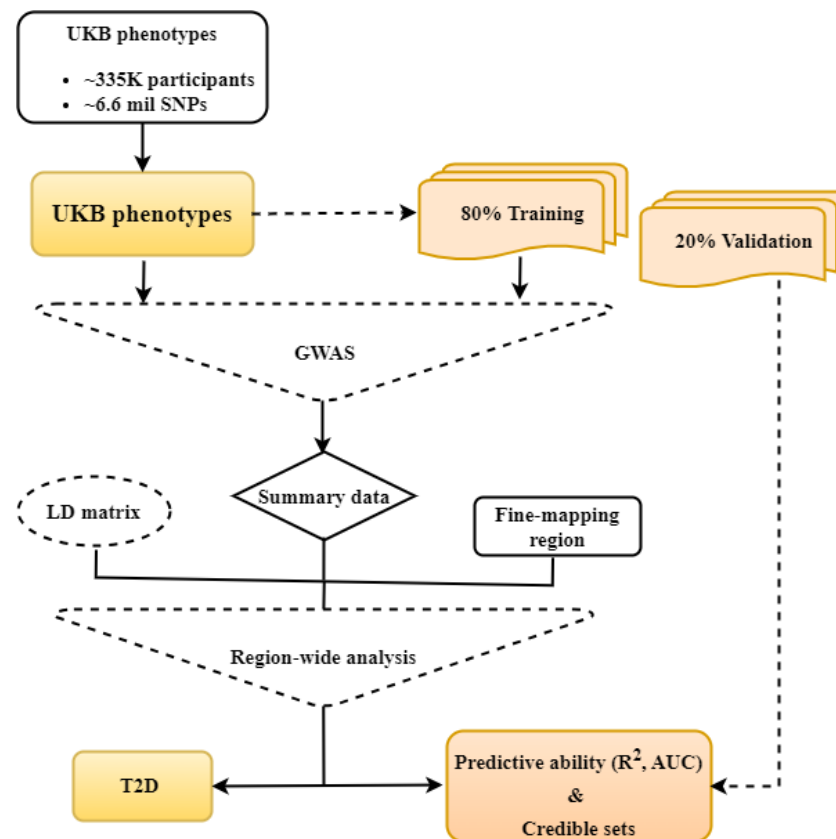 UKB phenotypes
• ~335K participants
• ~6.6 mil SNPs
UKB phenotypes
80% Training
20% Validation
GWAS
Summary data
LD matrix
Fine-mapping
region
Region-wide analysis
T2D
Predictive ability (R², AUC)
&
Credible sets